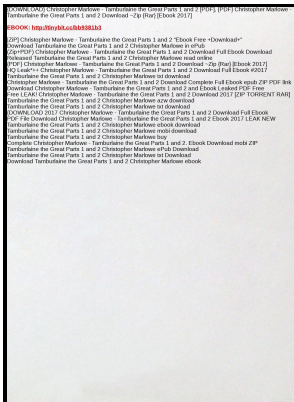 [DOWNLOAD] Christopher Marlowe - Tamburlaine the Great Parts 1 and 2 [PDF], [PDF] Christopher Marlowe -
Tamburlaine the Great Parts 1 and 2 Download ~Zip (Rar) [Ebook 2017]
EBOOK: http://tinybit.cc/bb9381b3
[ZIP] Christopher Marlowe - Tamburlaine the Great Parts 1 and 2 "Ebook Free +Download+"
Download Tamburlaine the Great Parts 1 and 2 Christopher Marlowe in ePub
(Zip+PDF) Christopher Marlowe - Tamburlaine the Great Parts 1 and 2 Download Full Ebook Download
Released Tamburlaine the Great Parts 1 and 2 Christopher Marlowe read online
[PDF] Christopher Marlowe - Tamburlaine the Great Parts 1 and 2 Download ~Zip (Rar) [Ebook 2017]
HQ Leak*++ Christopher Marlowe - Tamburlaine the Great Parts 1 and 2 Download Full Ebook #2017
Tamburlaine the Great Parts 1 and 2 Christopher Marlowe txt download
Christopher Marlowe - Tamburlaine the Great Parts 1 and 2 Download Complete Full Ebook epub ZIP PDF link
Download Christopher Marlowe - Tamburlaine the Great Parts 1 and 2 and Ebook Leaked PDF Free
Free LEAK! Christopher Marlowe - Tamburlaine the Great Parts 1 and 2 Download 2017 [ZIP TORRENT RAR]
Tamburlaine the Great Parts 1 and 2 Christopher Marlowe azw download
Tamburlaine the Great Parts 1 and 2 Christopher Marlowe txt download
[DOWNLOAD 2017 Christopher Marlowe - Tamburlaine the Great Parts 1 and 2 Download Full Ebook
PDF File Download Christopher Marlowe - Tamburlaine the Great Parts 1 and 2 Ebook 2017 LEAK NEW
Tamburlaine the Great Parts 1 and 2 Christopher Marlowe ebook download
Tamburlaine the Great Parts 1 and 2 Christopher Marlowe mobi download
Tamburlaine the Great Parts 1 and 2 Christopher Marlowe buy
Complete Christopher Marlowe - Tamburlaine the Great Parts 1 and 2. Ebook Download mobi ZIP
Tamburlaine the Great Parts 1 and 2 Christopher Marlowe ePub Download
Tamburlaine the Great Parts 1 and 2 Christopher Marlowe tst Download
Download Tamburlaine the Great Parts 1 and 2 Christopher Marlowe ebook